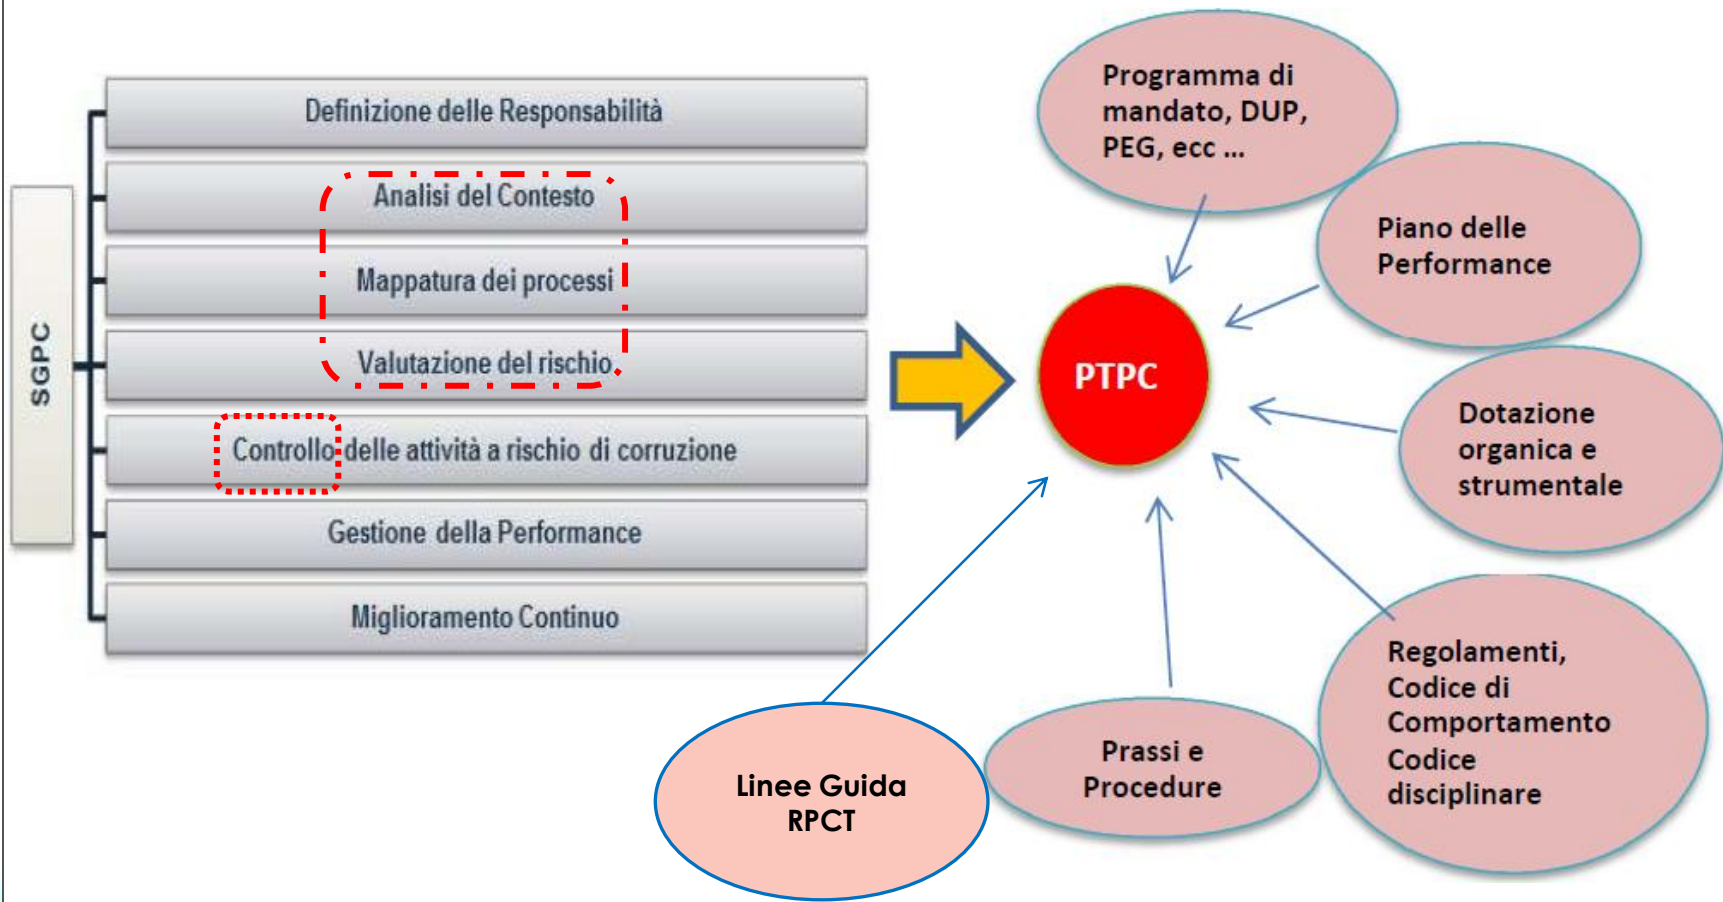 SGPC
Definizione delle Responsabilità
Analisi del Contesto
Mappatura dei processi
Valutazione del rischio
Controllo delle attività a rischio di corruzione
Gestione della Performance
Miglioramento Continuo
PTPC
Programma di
mandato, DUP,
PEG, ecc ...
Piano delle
Performance
Dotazione
organica e
strumentale
Regolamenti,
Codice di
Comportamento
Codice
disciplinare
Prassi e
Procedure
Linee Guida
RPCT